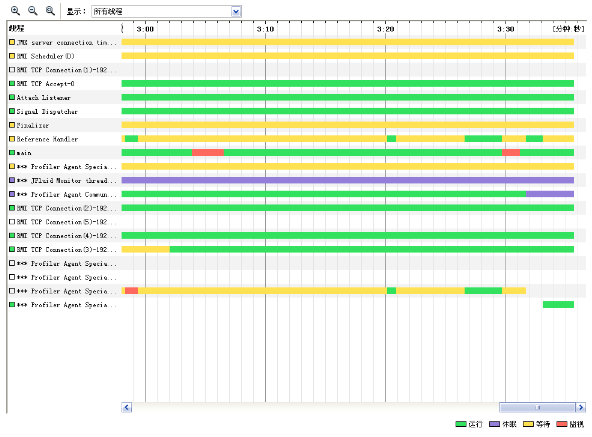 显示： 所有线程
线程 3:00 3:10 3:20 3:30 [分钟:秒]
JMX server connection tim...
RMI Scheduler(0)
RMI TCP Connection(1)-192...
RMI TCP Accept-0
Attach Listener
Signal Dispatcher
Finalizer
Reference Handler
main
*** Profiler Agent Specia...
*** JFluid Monitor thread...
*** Profiler Agent Commun...
RMI TCP Connection(2)-192...
RMI TCP Connection(5)-192...
RMI TCP Connection(4)-192...
RMI TCP Connection(3)-192...
*** Profiler Agent Specia...
*** Profiler Agent Specia...
*** Profiler Agent Specia...
*** Profiler Agent Specia...
运行 休眠 等待 监视